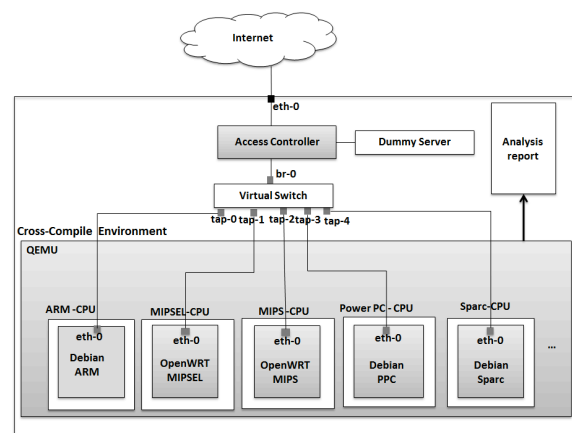 Internet
eth-0
Access Controller
Dummy Server
Analysis
report
br-0
Virtual Switch
tap-0
tap-1
tap-2
tap-3
tap-4
Cross-Compile Environment
QEMU
ARM -CPU
MIPSEL-CPU
MIPS -CPU
Power PC - CPU
Sparc-CPU
eth-0
Debian
ARM
eth-0
OpenWRT
MIPSEL
eth-0
OpenWRT
MIPS
eth-0
Debian
PPC
eth-0
Debian
Sparc
...